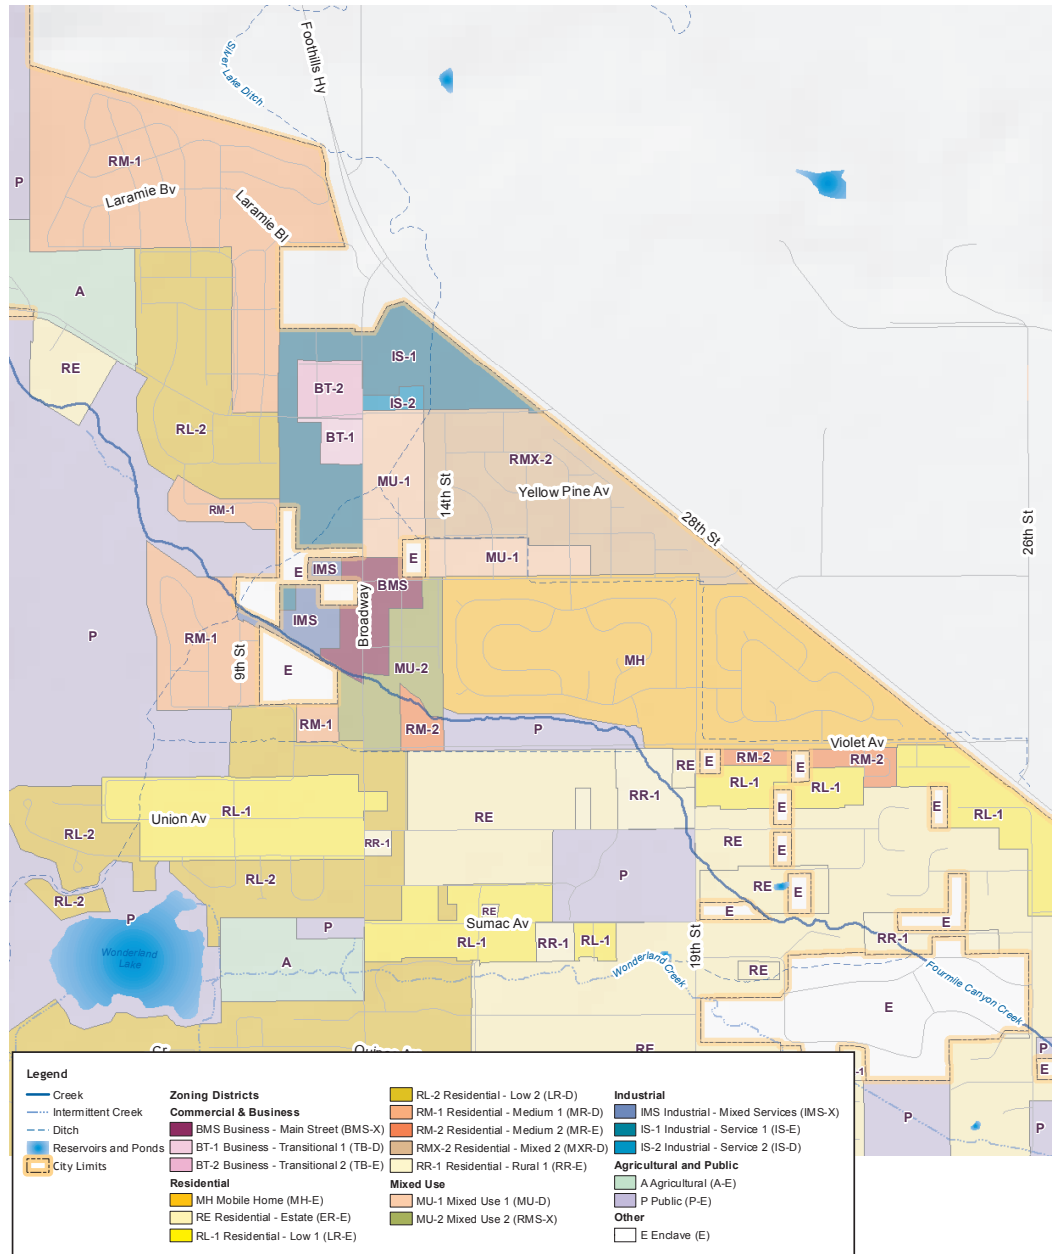 Foothills Hy
Silver Lake Ditch
RM-1
P
Laramie Bv
Laramie Bl
A
IS-1
RE
BT-2
IS-2
RL-2
BT-1
RMX-2
MU-1
14th St
Yellow Pine Av
RM-1
28th St
26th St
E
MU-1
E
IMS
BMS
Broadway
IMS
P
RM-1
9th St
E
MU-2
MH
RM-1
RM-2
P
Violet Av
RE
E
RM-2
E
RM-2
RL-1
RL-1
RR-1
E
E
RL-1
RL-1
Union Av
RE
RL-2
RR-1
RE
E
RL-2
P
RE
E
RL-2
P
RE
E
E
P
Sumac Av
RL-1
RR-1
RL-1
19th St
RR-1
Wonderland
Lake
A
Wonderland
Creek
RE
Fourmile Canyon Creek
E
RE
P
E
-1
P
P
Legend
Creek
Intermittent Creek
Ditch
Reservoirs and Ponds
City Limits
Zoning Districts
Commercial & Business
BMS Business - Main Street (BMS-X)
BT-1 Business - Transitional 1 (TB-D)
BT-2 Business - Transitional 2 (TB-E)
Residential
MH Mobile Home (MH-E)
RE Residential - Estate (ER-E)
RL-1 Residential - Low 1 (LR-E)
RL-2 Residential - Low 2 (LR-D)
RM-1 Residential - Medium 1 (MR-D)
RM-2 Residential - Medium 2 (MR-E)
RMX-2 Residential - Mixed 2 (MXR-D)
RR-1 Residential - Rural 1 (RR-E)
Mixed Use
MU-1 Mixed Use 1 (MU-D)
MU-2 Mixed Use 2 (RMS-X)
Industrial
IMS Industrial - Mixed Services (IMS-X)
IS-1 Industrial - Service 1 (IS-E)
IS-2 Industrial - Service 2 (IS-D)
Agricultural and Public
A Agricultural (A-E)
P Public (P-E)
Other
E Enclave (E)